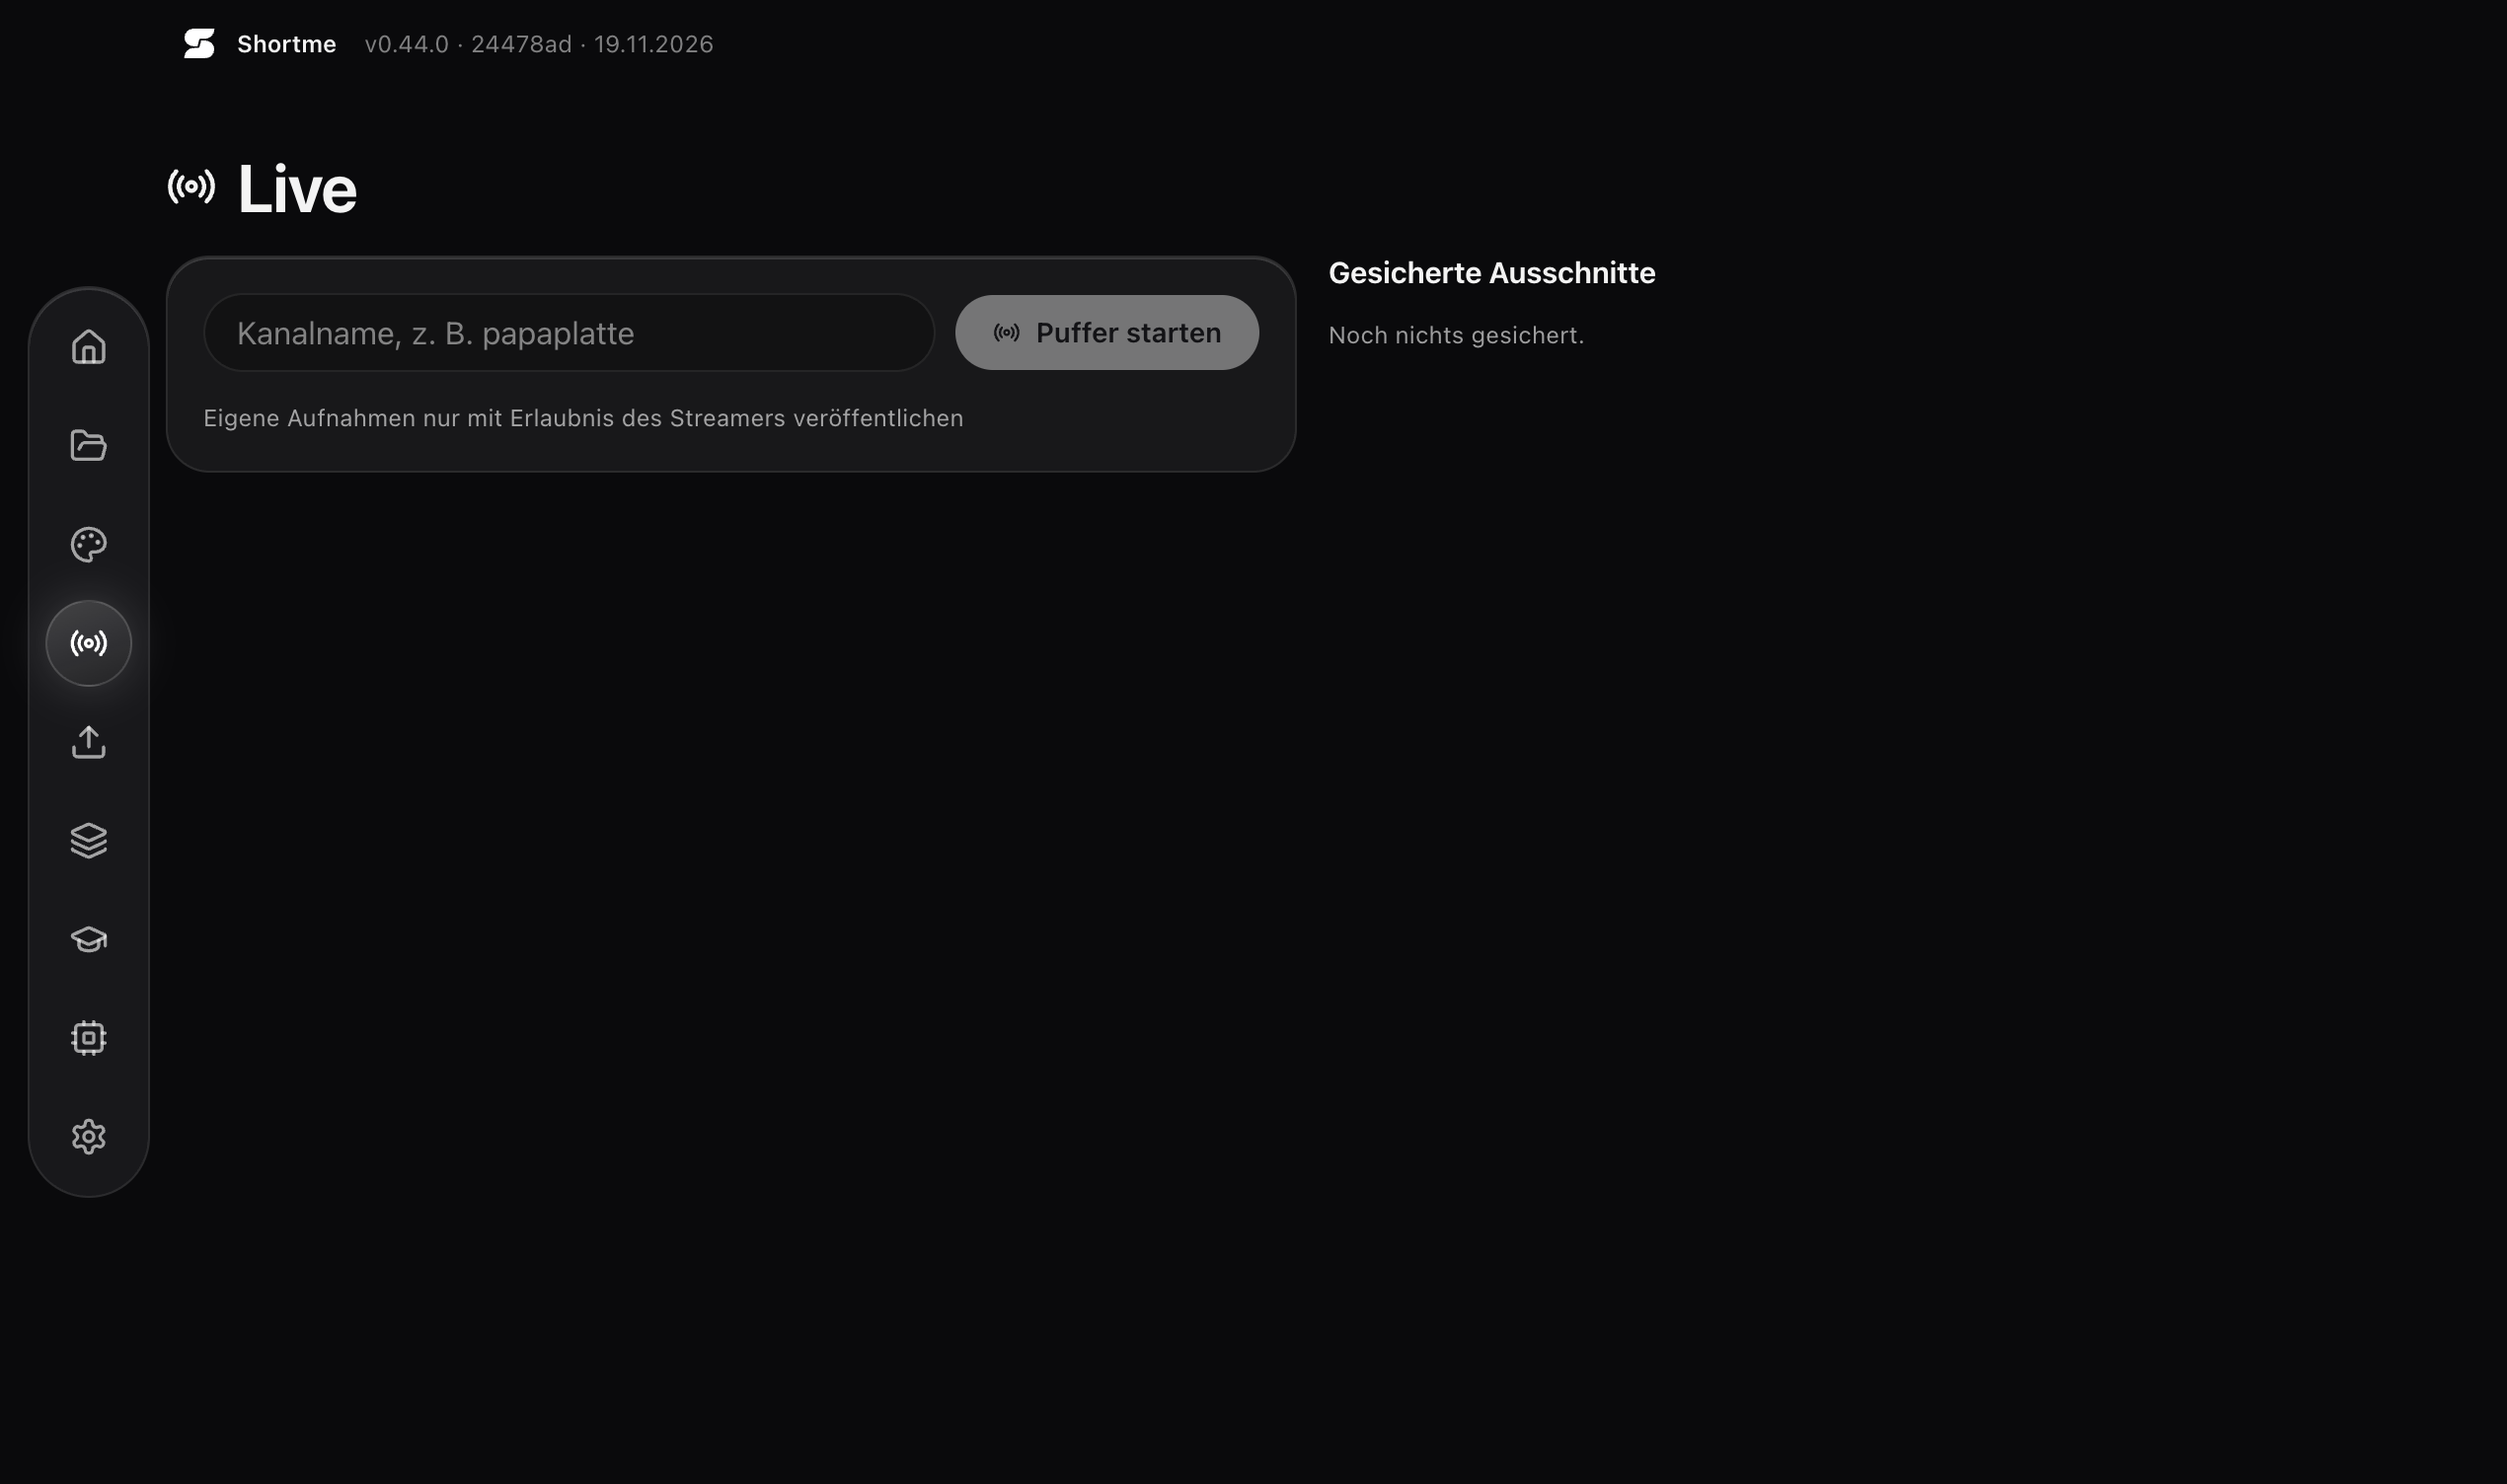 Shortme v0.44.0 · 24478ad · 19.11.2026
Live
Kanalname, z. B. papaplatte
Puffer starten
Eigene Aufnahmen nur mit Erlaubnis des Streamers veröffentlichen
Gesicherte Ausschnitte
Noch nichts gesichert.